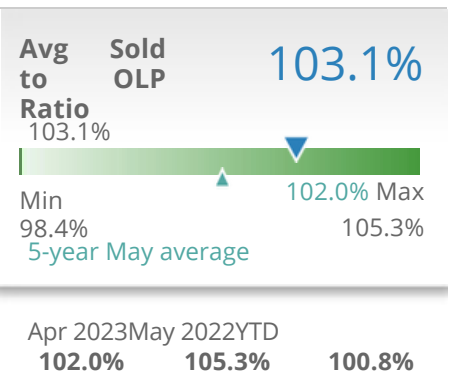 Avg Sold
to OLP
Ratio
103.1%
103.1%
Min
98.4%
102.0% Max
105.3%
5-year May average
Apr 2023May 2022YTD
102.0% 105.3% 100.8%